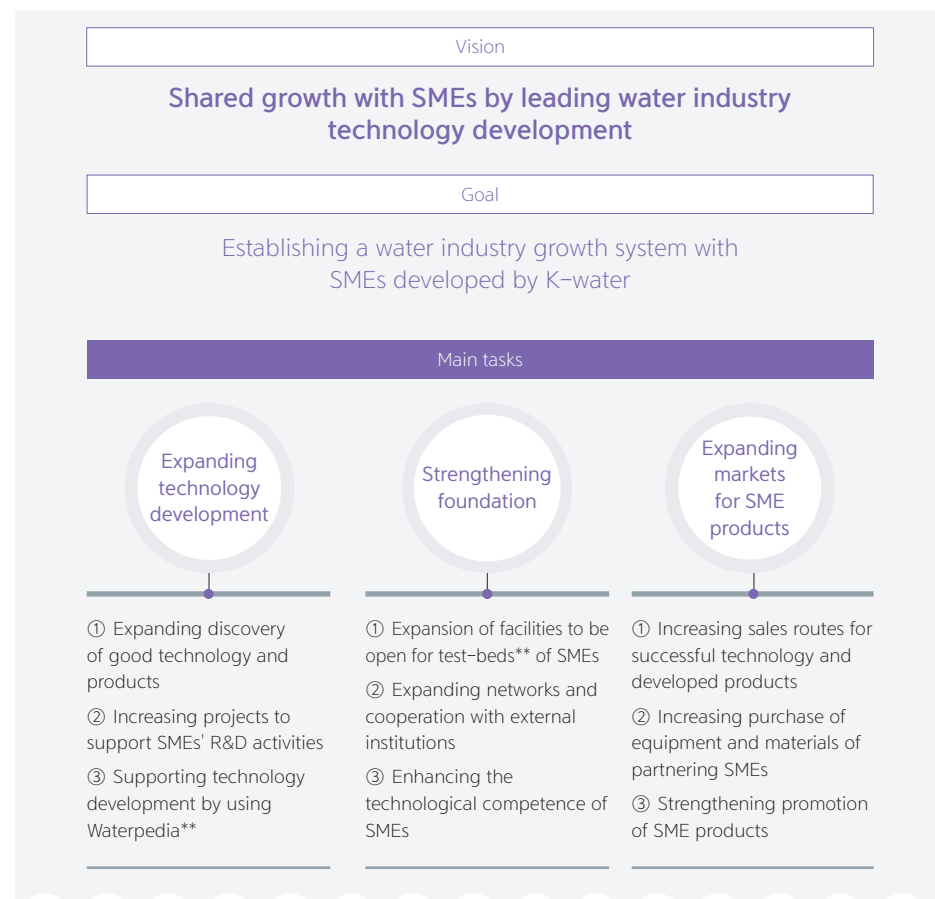 Vision
Shared growth with SMEs by leading water industry
technology development
Goal
Establishing a water industry growth system with
SMEs developed by K-water
Main tasks
Expanding
technology
development
Strengthening
foundation
Expanding
markets
for SME
products
① Expanding discovery
of good technology and
products
② Increasing projects to
support SMEs' R&D activities
③ Supporting technology
development by using
Waterpedia**
① Expansion of facilities to be
open for test-beds** of SMEs
② Expanding networks and
cooperation with external
institutions
③ Enhancing the
technological competence of
SMEs
① Increasing sales routes for
successful technology and
developed products
② Increasing purchase of
equipment and materials of
partnering SMEs
③ Strengthening promotion
of SME products